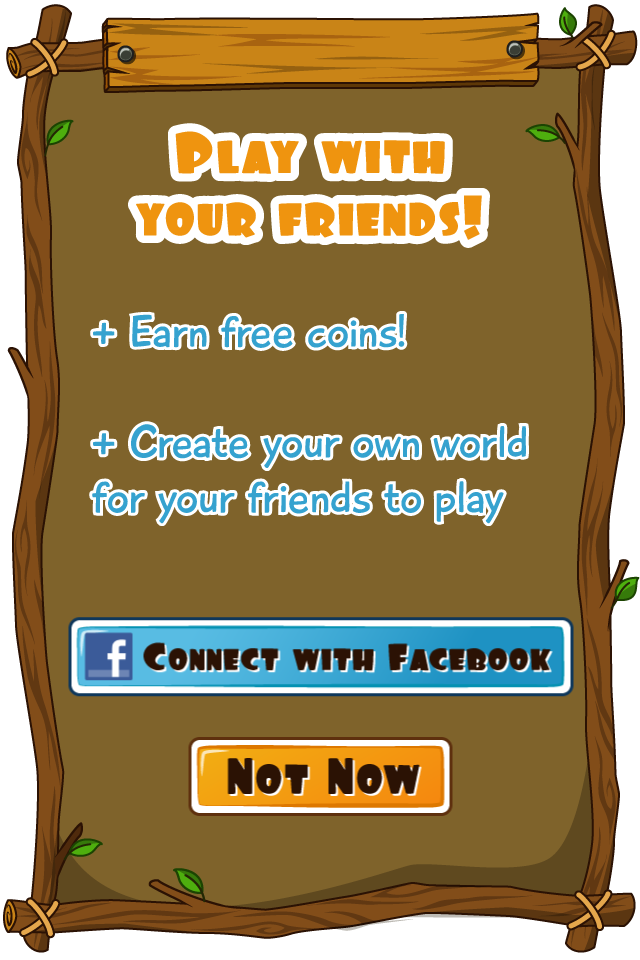 Play with
your friends!
+ Earn free coins!
+ Create your own world
for your friends to play
f Connect with Facebook
Not Now